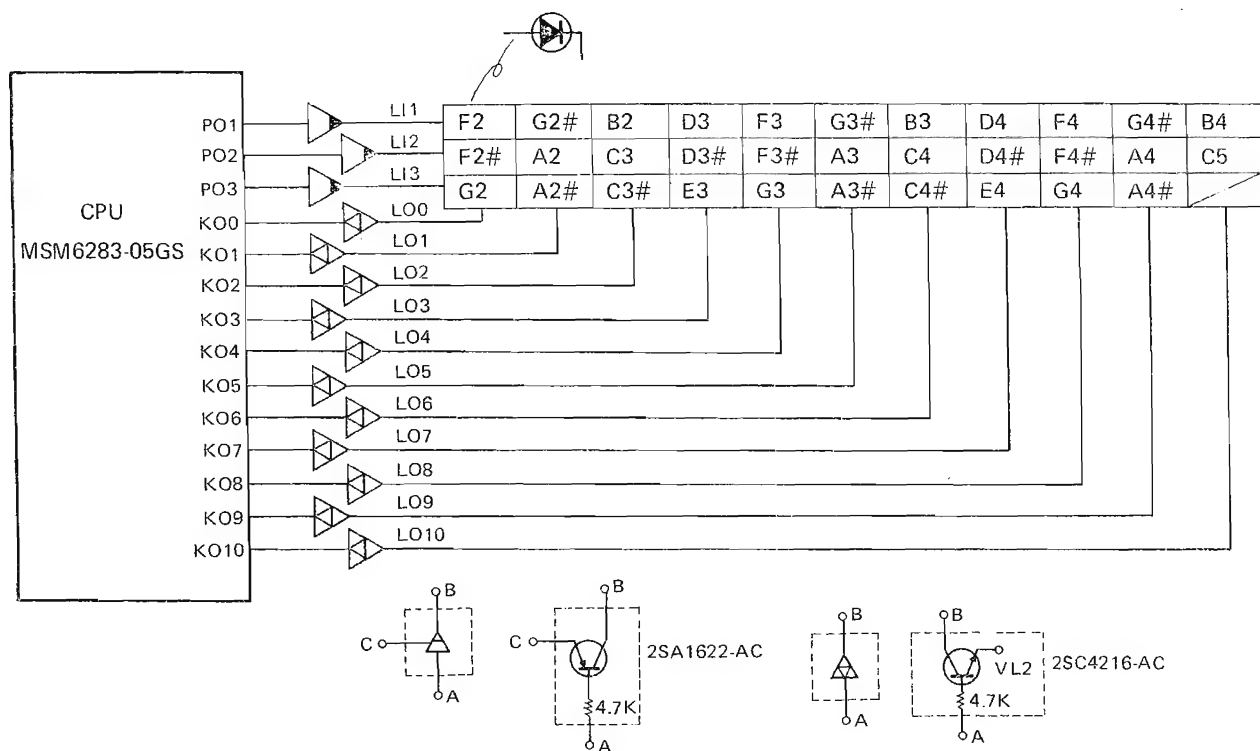 PO1 LI1 F2 G2# B2 D3 F3 G3# B3 D4 F4 G4# B4
PO2 LI2 F2# A2 C3 D3# F3# A3 C4 D4# F4# A4 C5
PO3 LI3 G2 A2# C3# E3 G3 A3# C4# E4 G4 A4#
CPU
MSM6283-05GS
KO0 LO0
KO1 LO1
KO2 LO2
KO3 LO3
KO4 LO4
KO5 LO5
KO6 LO6
KO7 LO7
KO8 LO8
KO9 LO9
KO10 LO10
B
C
A
B
C
2SA1622-AC
4.7K
A
B
A
B
VL2
2SC4216-AC
4.7K
A